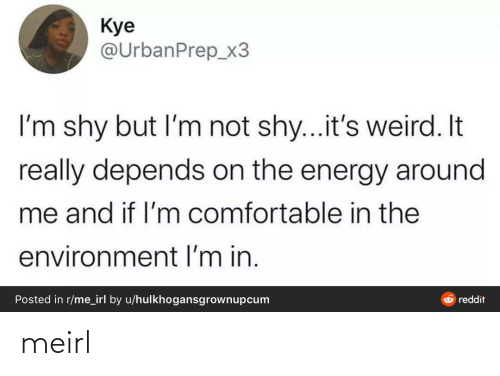 Kye
@UrbanPrep_x3
I'm shy but I'm not shy...it's weird. It
really depends on the energy around
me and if I'm comfortable in the
environment I'm in.
Posted in r/me_irl by u/hulkhogansgrownupcum reddit
meirl